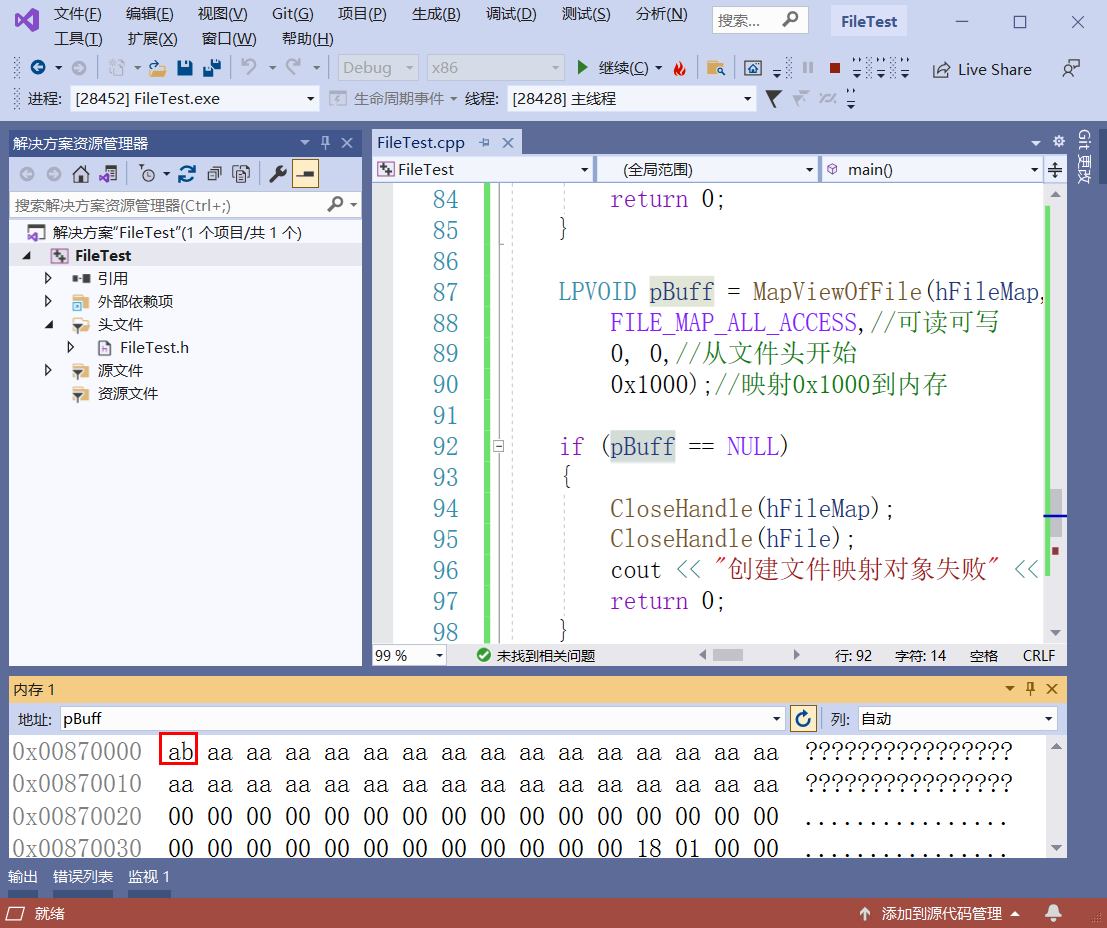 文件(F) 编辑(E) 视图(V) Git(G) 项目(P) 生成(B) 调试(D) 测试(S) 分析(N) 搜索... FileTest
工具(T) 扩展(X) 窗口(W) 帮助(H)
Debug x86 继续(C) Live Share
进程: [28452] FileTest.exe 生命周期事件 线程: [28428] 主线程
解决方案资源管理器
搜索解决方案资源管理器(Ctrl+;)
解决方案"FileTest"(1 个项目/共 1 个)
FileTest
引用
外部依赖项
头文件
FileTest.h
源文件
资源文件
FileTest.cpp
FileTest (全局范围) main()
84 return 0;
85 }
86
87 LPVOID pBuff = MapViewOfFile(hFileMap,
88 FILE_MAP_ALL_ACCESS,//可读可写
89 0, 0,//从文件头开始
90 0x1000);//映射0x1000到内存
91
92 if (pBuff == NULL)
93 {
94 CloseHandle(hFileMap);
95 CloseHandle(hFile);
96 cout << "创建文件映射对象失败" <<
97 return 0;
98 }
99 % 未找到相关问题 行: 92 字符: 14 空格 CRLF
Git 更改
内存 1
地址: pBuff 列: 自动
0x00870000 ab aa aa aa aa aa aa aa aa aa aa aa aa aa aa aa ????????????????
0x00870010 aa aa aa aa aa aa aa aa aa aa aa aa aa aa aa aa ????????????????
0x00870020 00 00 00 00 00 00 00 00 00 00 00 00 00 00 00 00 ................
0x00870030 00 00 00 00 00 00 00 00 00 00 00 00 18 01 00 00 ................
输出 错误列表 监视 1
就绪 添加到源代码管理